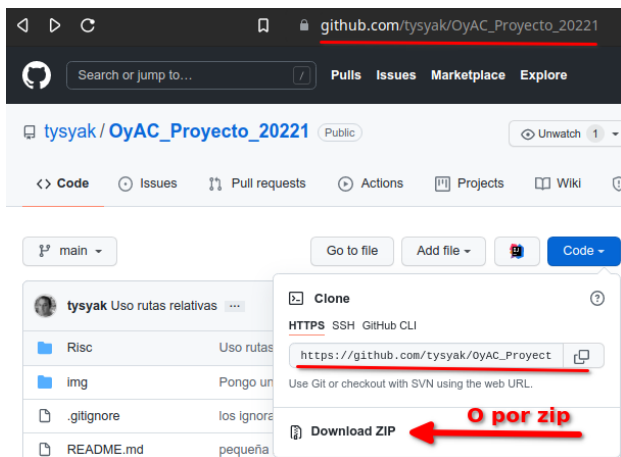 github.com/tysyak/OyAC_Proyecto_20221
Search or jump to... / Pulls Issues Marketplace Explore
tysyak / OyAC_Proyecto_20221 Public Unwatch 1
<> Code Issues Pull requests Actions Projects Wiki
main Go to file Add file Code
tysyak Uso rutas relativas ...
Clone
HTTPS SSH GitHub CLI
Risc Uso rutas
https://github.com/tysyak/OyAC_Proyect
img Pongo un
Use Git or checkout with SVN using the web URL.
.gitignore los ignora
O por zip
Download ZIP
README.md pequeña